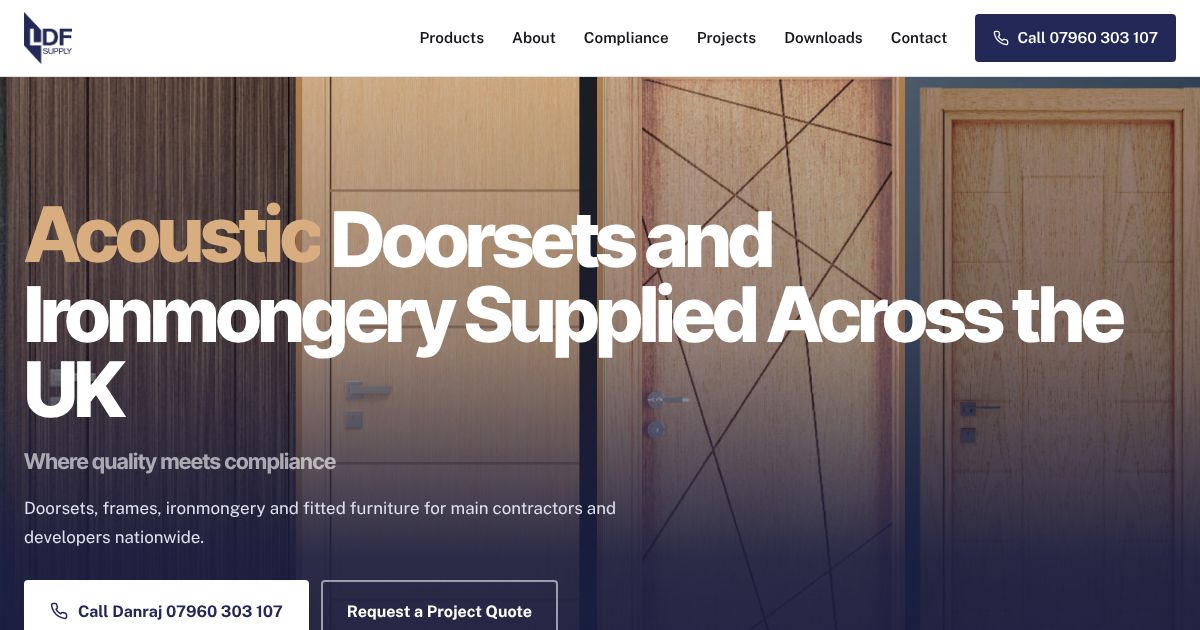 LDF
SUPPLY
Products About Compliance Projects Downloads Contact Call 07960 303 107
Acoustic Doorsets and
Ironmongery Supplied Across the
UK
Where quality meets compliance
Doorsets, frames, ironmongery and fitted furniture for main contractors and
developers nationwide.
Call Danraj 07960 303 107 Request a Project Quote